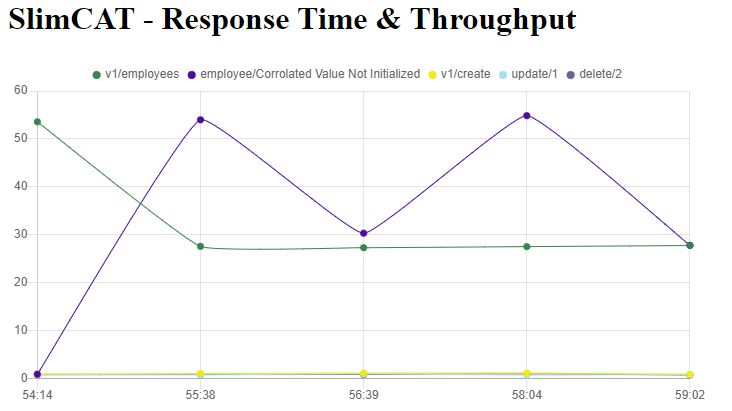 SlimCAT - Response Time & Throughput
v1/employees employee/Corrolated Value Not Initialized v1/create update/1 delete/2
60
50
40
30
20
10
0
54:14 55:38 56:39 58:04 59:02